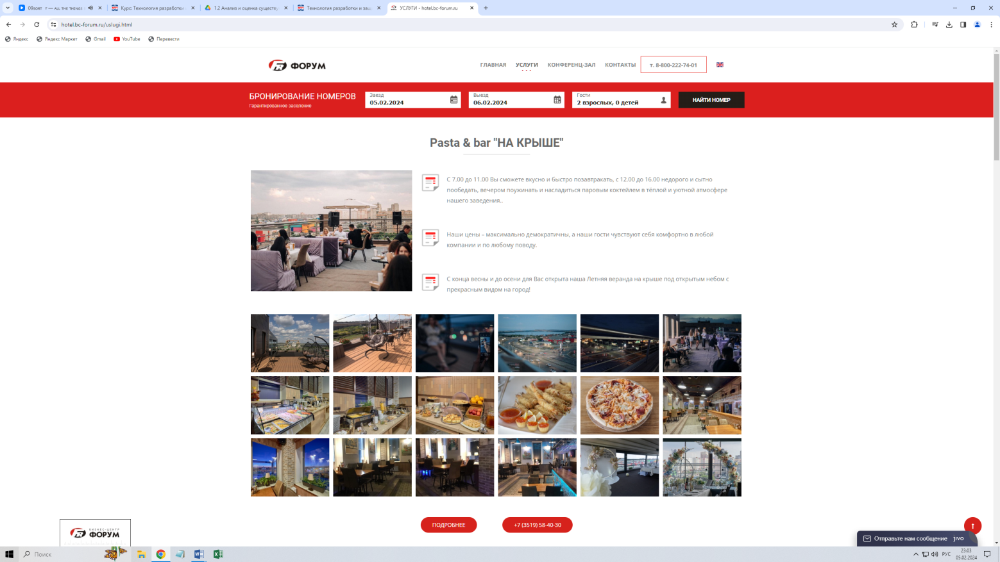 09sоет
IT — ALL THE THINGS
Курс: Технология разработки
1.2 Анализ и оценка существу
Технология разработки и защ
УСЛУГИ - hotel.bc-forum.ru
hotel.bc-forum.ru/uslugi.html
Яндекс
Яндекс Маркет
Gmail
YouTube
Перевести
ФОРУМ
ГЛАВНАЯ
УСЛУГИ
КОНФЕРЕНЦ-ЗАЛ
КОНТАКТЫ
т. 8-800-222-74-01
БРОНИРОВАНИЕ НОМЕРОВ
Гарантированное заселение
Заезд
05.02.2024
Выезд
06.02.2024
Гости
2 взрослых, 0 детей
НАЙТИ НОМЕР
Pasta & bar "НА КРЫШЕ"
С 7.00 до 11.00 Вы сможете вкусно и быстро позавтракать, с 12.00 до 16.00 недорого и сытно
пообедать, вечером поужинать и насладиться паровым коктейлем в тёплой и уютной атмосфере
нашего заведения..
Наши цены – максимально демократичны, а наши гости чувствуют себя комфортно в любой
компании и по любому поводу.
С конца весны и до осени для Вас открыта наша Летняя веранда на крыше под открытым небом с
прекрасным видом на город!
ПОДРОБНЕЕ
+7 (3519) 58-40-30
БИЗНЕС-ЦЕНТР
ФОРУМ
Отправьте нам сообщение
jivo
Поиск
РУС
23:03
05.02.2024